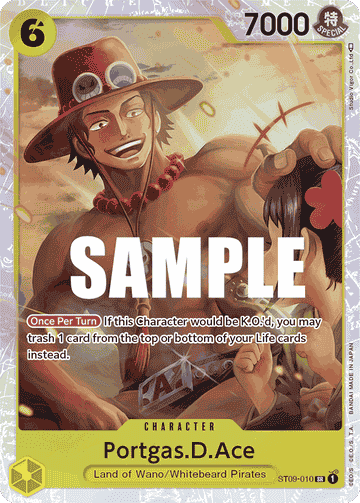 6
7000
特
SPECIAL
SAMPLE
Once Per Turn If this Character would be K.O.'d, you may
trash 1 card from the top or bottom of your Life cards
instead.
CHARACTER
Portgas.D.Ace
Land of Wano/Whitebeard Pirates
ST09-010
1
BANDAI MADE IN JAPAN